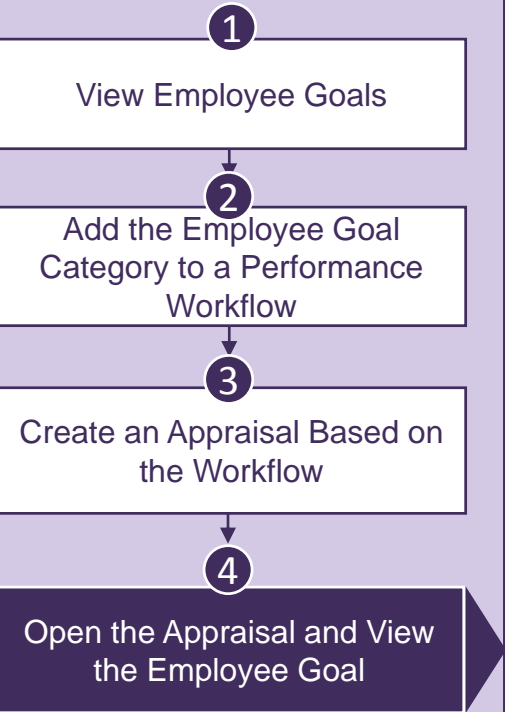 1
View Employee Goals
2
Add the Employee Goal
Category to a Performance
Workflow
3
Create an Appraisal Based on
the Workflow
4
Open the Appraisal and View
the Employee Goal